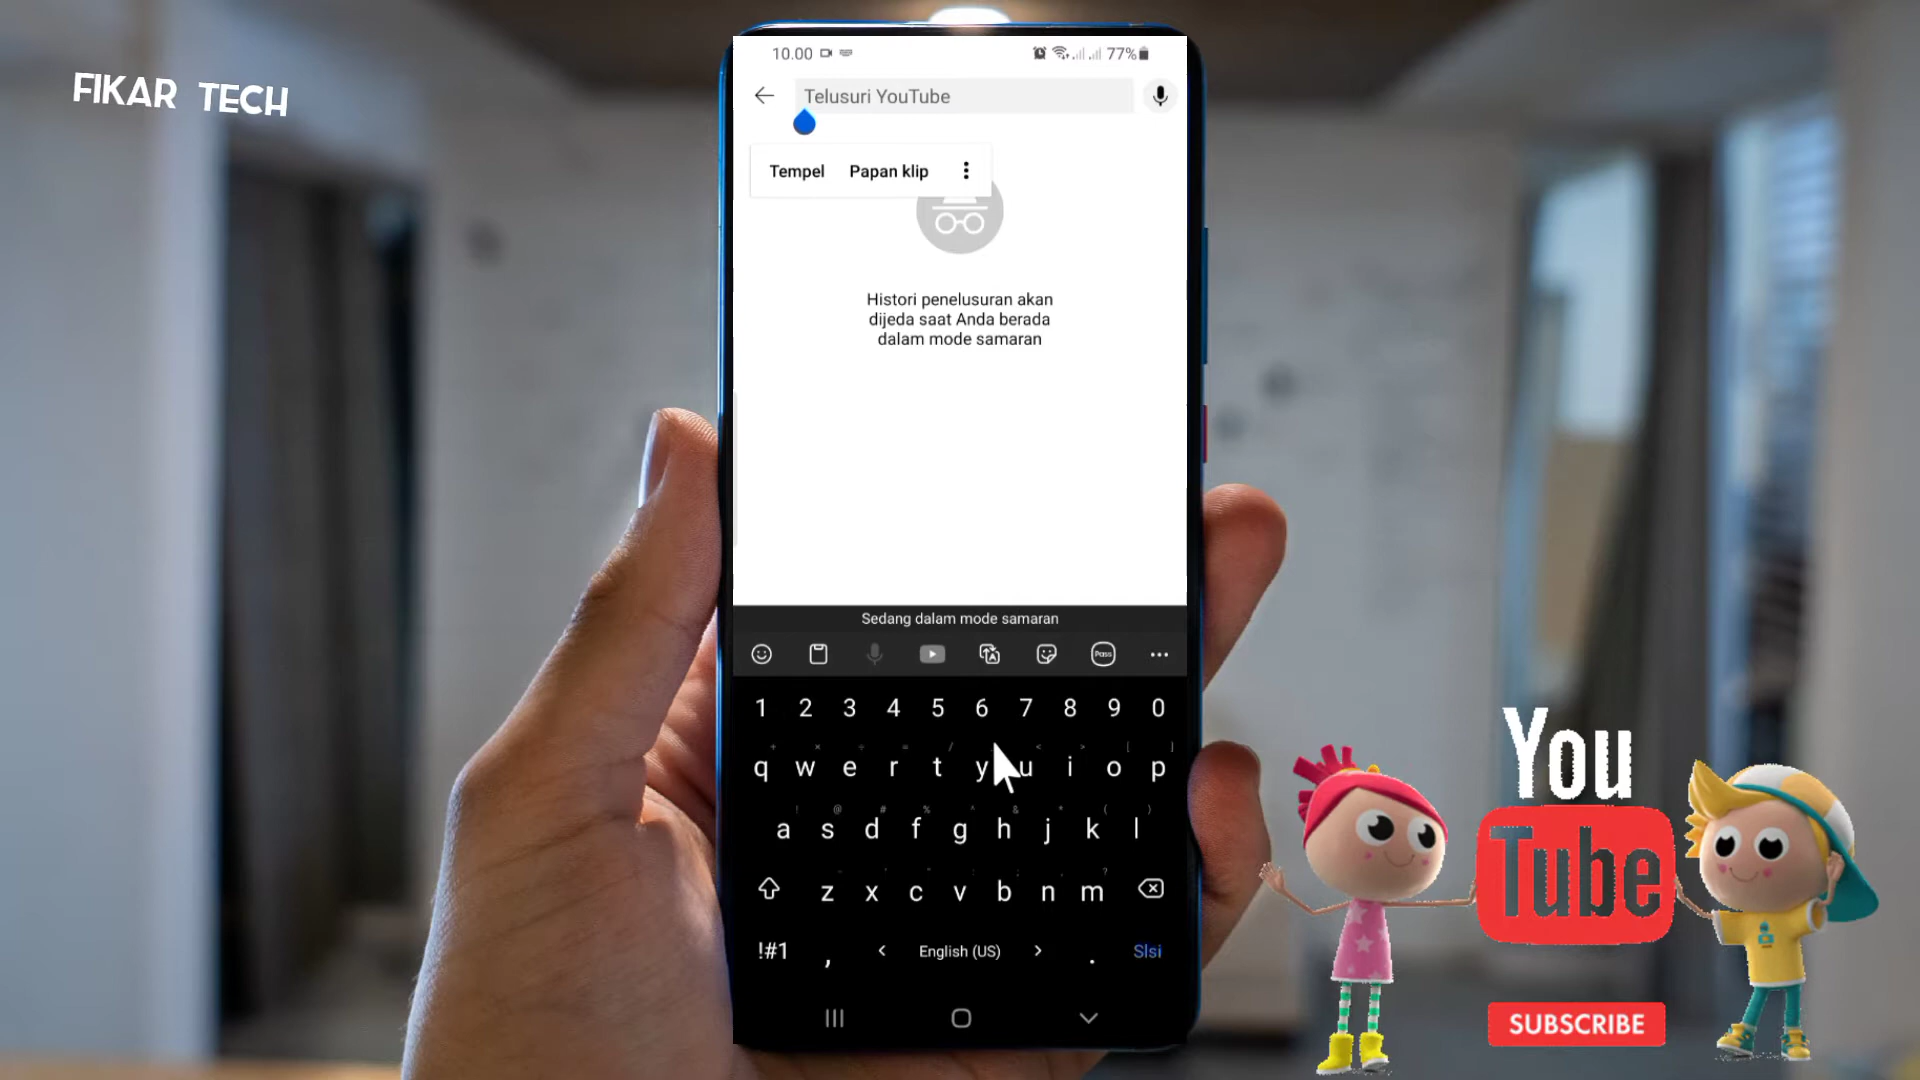 FIKAR TECH
10.00
77%
Telusuri YouTube
Tempel Papan klip
Histori penelusuran akan
dijeda saat Anda berada
dalam mode samaran
Sedang dalam mode samaran
Pass
1 2 3 4 5 6 7 8 9 0
q w e r t y u i o p
a s d f g h j k l
z x c v b n m
!#1 , < English (US) > . Slsi
You
Tube
SUBSCRIBE